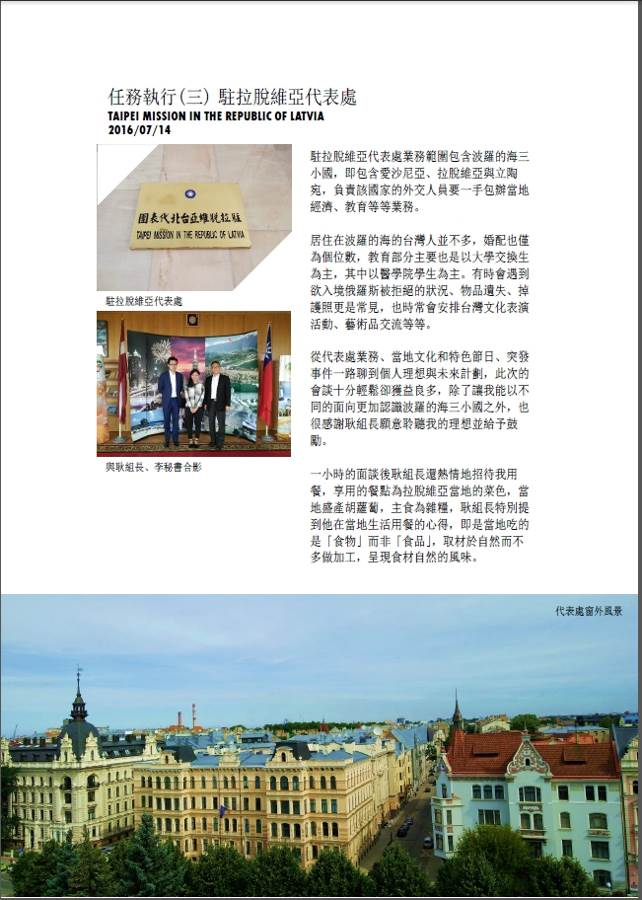 任務執行(三) 駐拉脫維亞代表處
TAIPEI MISSION IN THE REPUBLIC OF LATVIA
2016/07/14
駐拉脫維亞台北代表團
TAIPEI MISSION IN THE REPUBLIC OF LATVIA
駐拉脫維亞代表處
與耿組長、李秘書合影
駐拉脫維亞代表處業務範圍包含波羅的海三
小國，即包含愛沙尼亞、拉脫維亞與立陶
宛，負責該國家的外交人員要一手包辦當地
經濟、教育等等業務。
居住在波羅的海的台灣人並不多，婚配也僅
為個位數，教育部分主要也是以大學交換生
為主，其中以醫學院學生為主。有時會遇到
欲入境俄羅斯被拒絕的狀況、物品遺失、掉
護照更是常見，也時常會安排台灣文化表演
活動、藝術品交流等等。
從代表處業務、當地文化和特色節日、突發
事件一路聊到個人理想與未來計劃，此次的
會談十分輕鬆卻獲益良多，除了讓我能以不
同的面向更加認識波羅的海三小國之外，也
很感謝耿組長願意聆聽我的理想並給予鼓
勵。
一小時的面談後耿組長還熱情地招待我用
餐，享用的餐點為拉脫維亞當地的菜色，當
地盛產胡蘿蔔，主食為雜糧，耿組長特別提
到他在當地生活用餐的心得，即是當地吃的
是「食物」而非「食品」，取材於自然而不
多做加工，呈現食材自然的風味。
代表處窗外風景